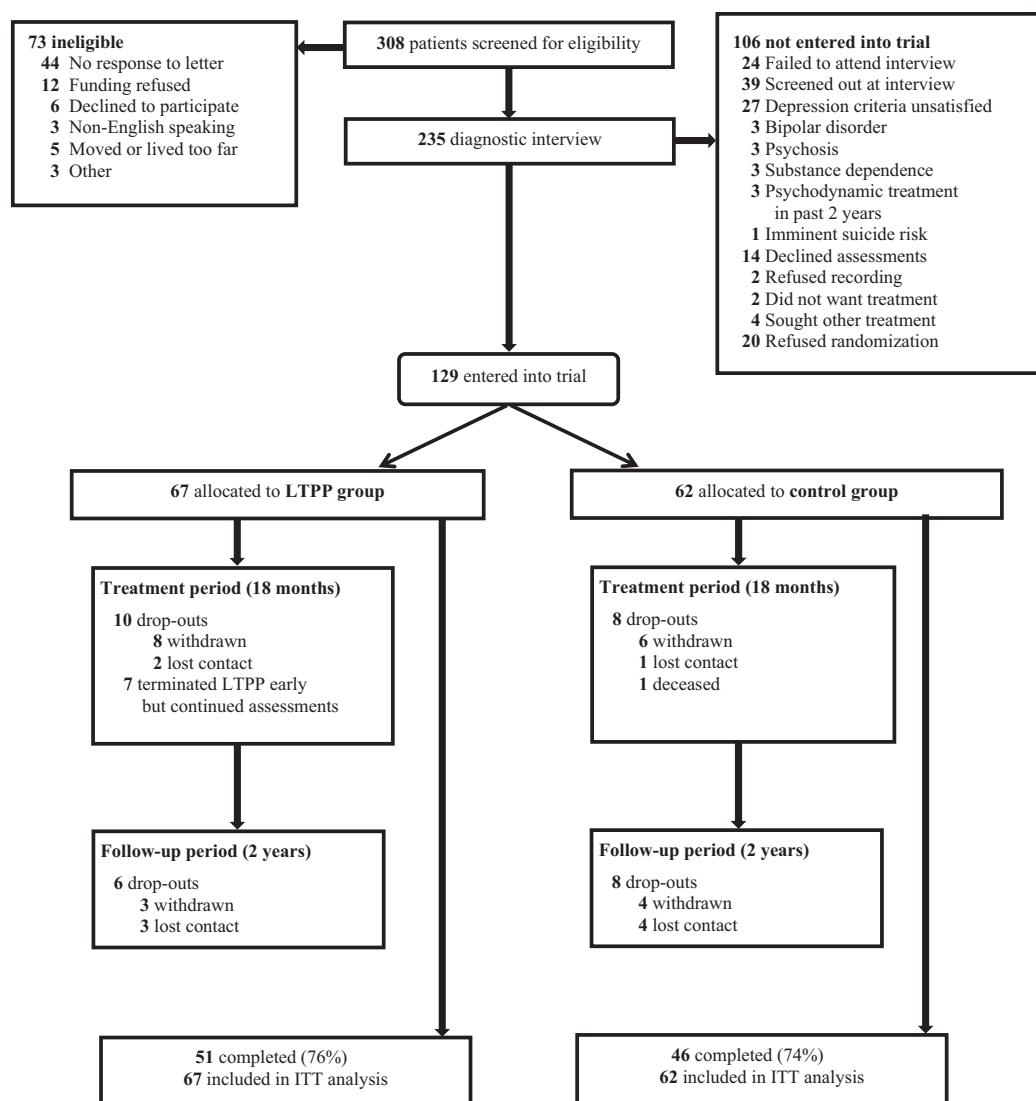 308 patients screened for eligibility
73 ineligible
44 No response to letter
12 Funding refused
6 Declined to participate
3 Non-English speaking
5 Moved or lived too far
3 Other
235 diagnostic interview
106 not entered into trial
24 Failed to attend interview
39 Screened out at interview
27 Depression criteria unsatisfied
3 Bipolar disorder
3 Psychosis
3 Substance dependence
3 Psychodynamic treatment
in past 2 years
1 Imminent suicide risk
14 Declined assessments
2 Refused recording
2 Did not want treatment
4 Sought other treatment
20 Refused randomization
129 entered into trial
67 allocated to LTPP group
Treatment period (18 months)
10 drop-outs
8 withdrawn
2 lost contact
7 terminated LTPP early
but continued assessments
Follow-up period (2 years)
6 drop-outs
3 withdrawn
3 lost contact
51 completed (76%)
67 included in ITT analysis
62 allocated to control group
Treatment period (18 months)
8 drop-outs
6 withdrawn
1 lost contact
1 deceased
Follow-up period (2 years)
8 drop-outs
4 withdrawn
4 lost contact
46 completed (74%)
62 included in ITT analysis